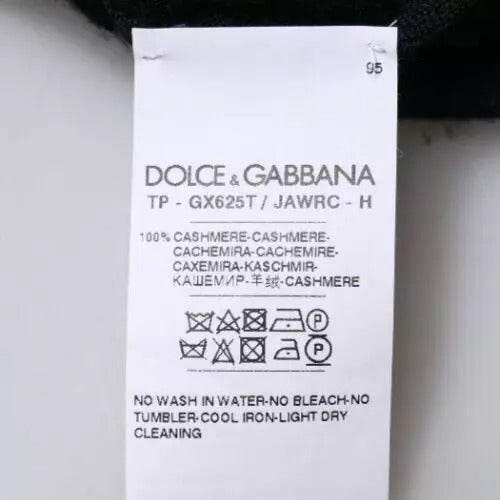 95
DOLCE & GABBANA
TP - GX625T / JAWRC - H
100% CASHMERE-CASHMERE-
CACHEMIRA-CACHEMIRE-
CAXEMIRA-KASCHMIR-
КАШЕМИР-羊绒-CASHMERE
P
P
NO WASH IN WATER-NO BLEACH-NO
TUMBLER-COOL IRON-LIGHT DRY
CLEANING